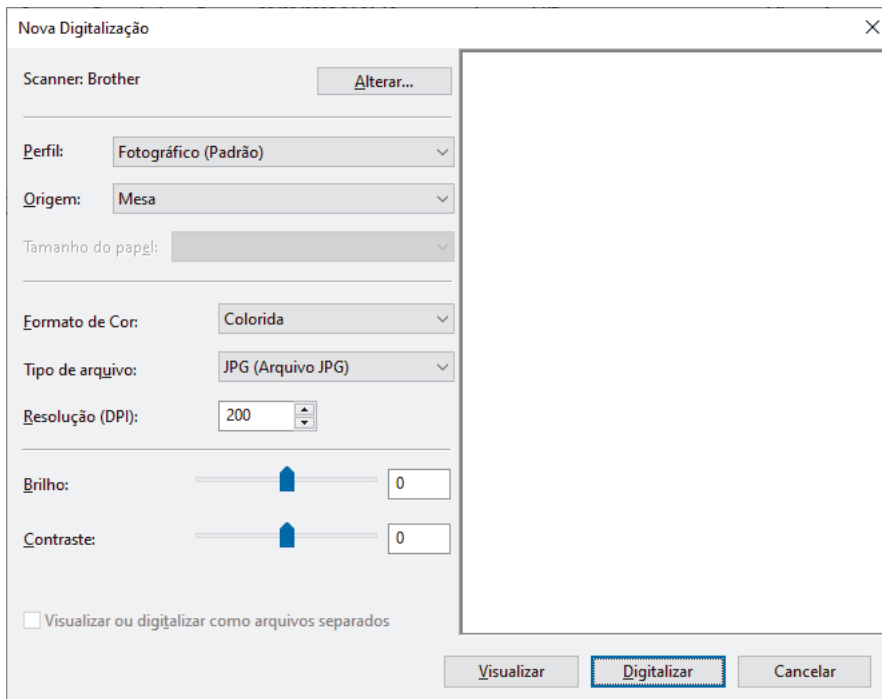 Nova Digitalização
Scanner: Brother
Alterar...
Perfil: Fotográfico (Padrão)
Origem: Mesa
Tamanho do papel:
Formato de Cor: Colorida
Tipo de arquivo: JPG (Arquivo JPG)
Resolução (DPI): 200
Brilho: 0
Contraste: 0
Visualizar ou digitalizar como arquivos separados
Visualizar Digitalizar Cancelar